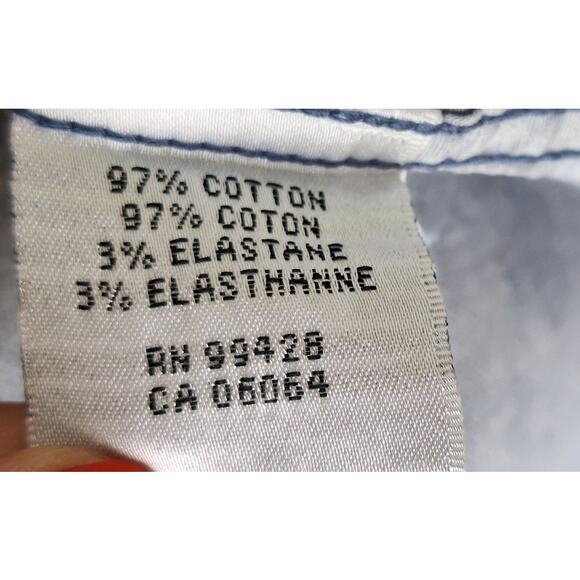 97% COTTON
97% COTON
3% ELASTANE
3% ELASTHANNE
RN 99428
CA 06064